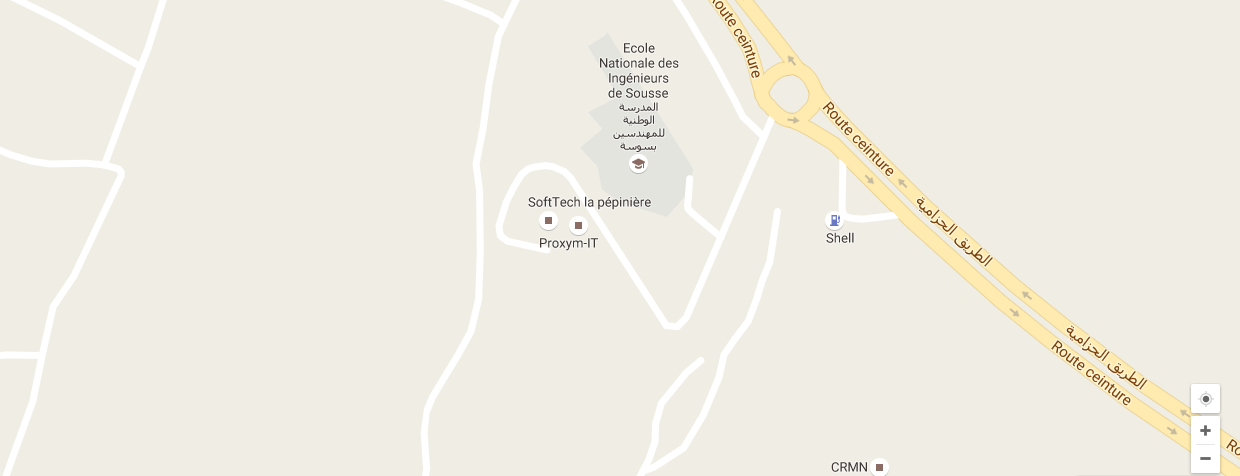 Route ceinture
Ecole
Nationale des
Ingénieurs
de Sousse
المدرسة
الوطنية
للمهندسين
بسوسة
Route ceinture
SoftTech la pépinière
الطريق الحزامية
Proxym-IT
Shell
الطريق الحزامية
Route ceinture
CRMN